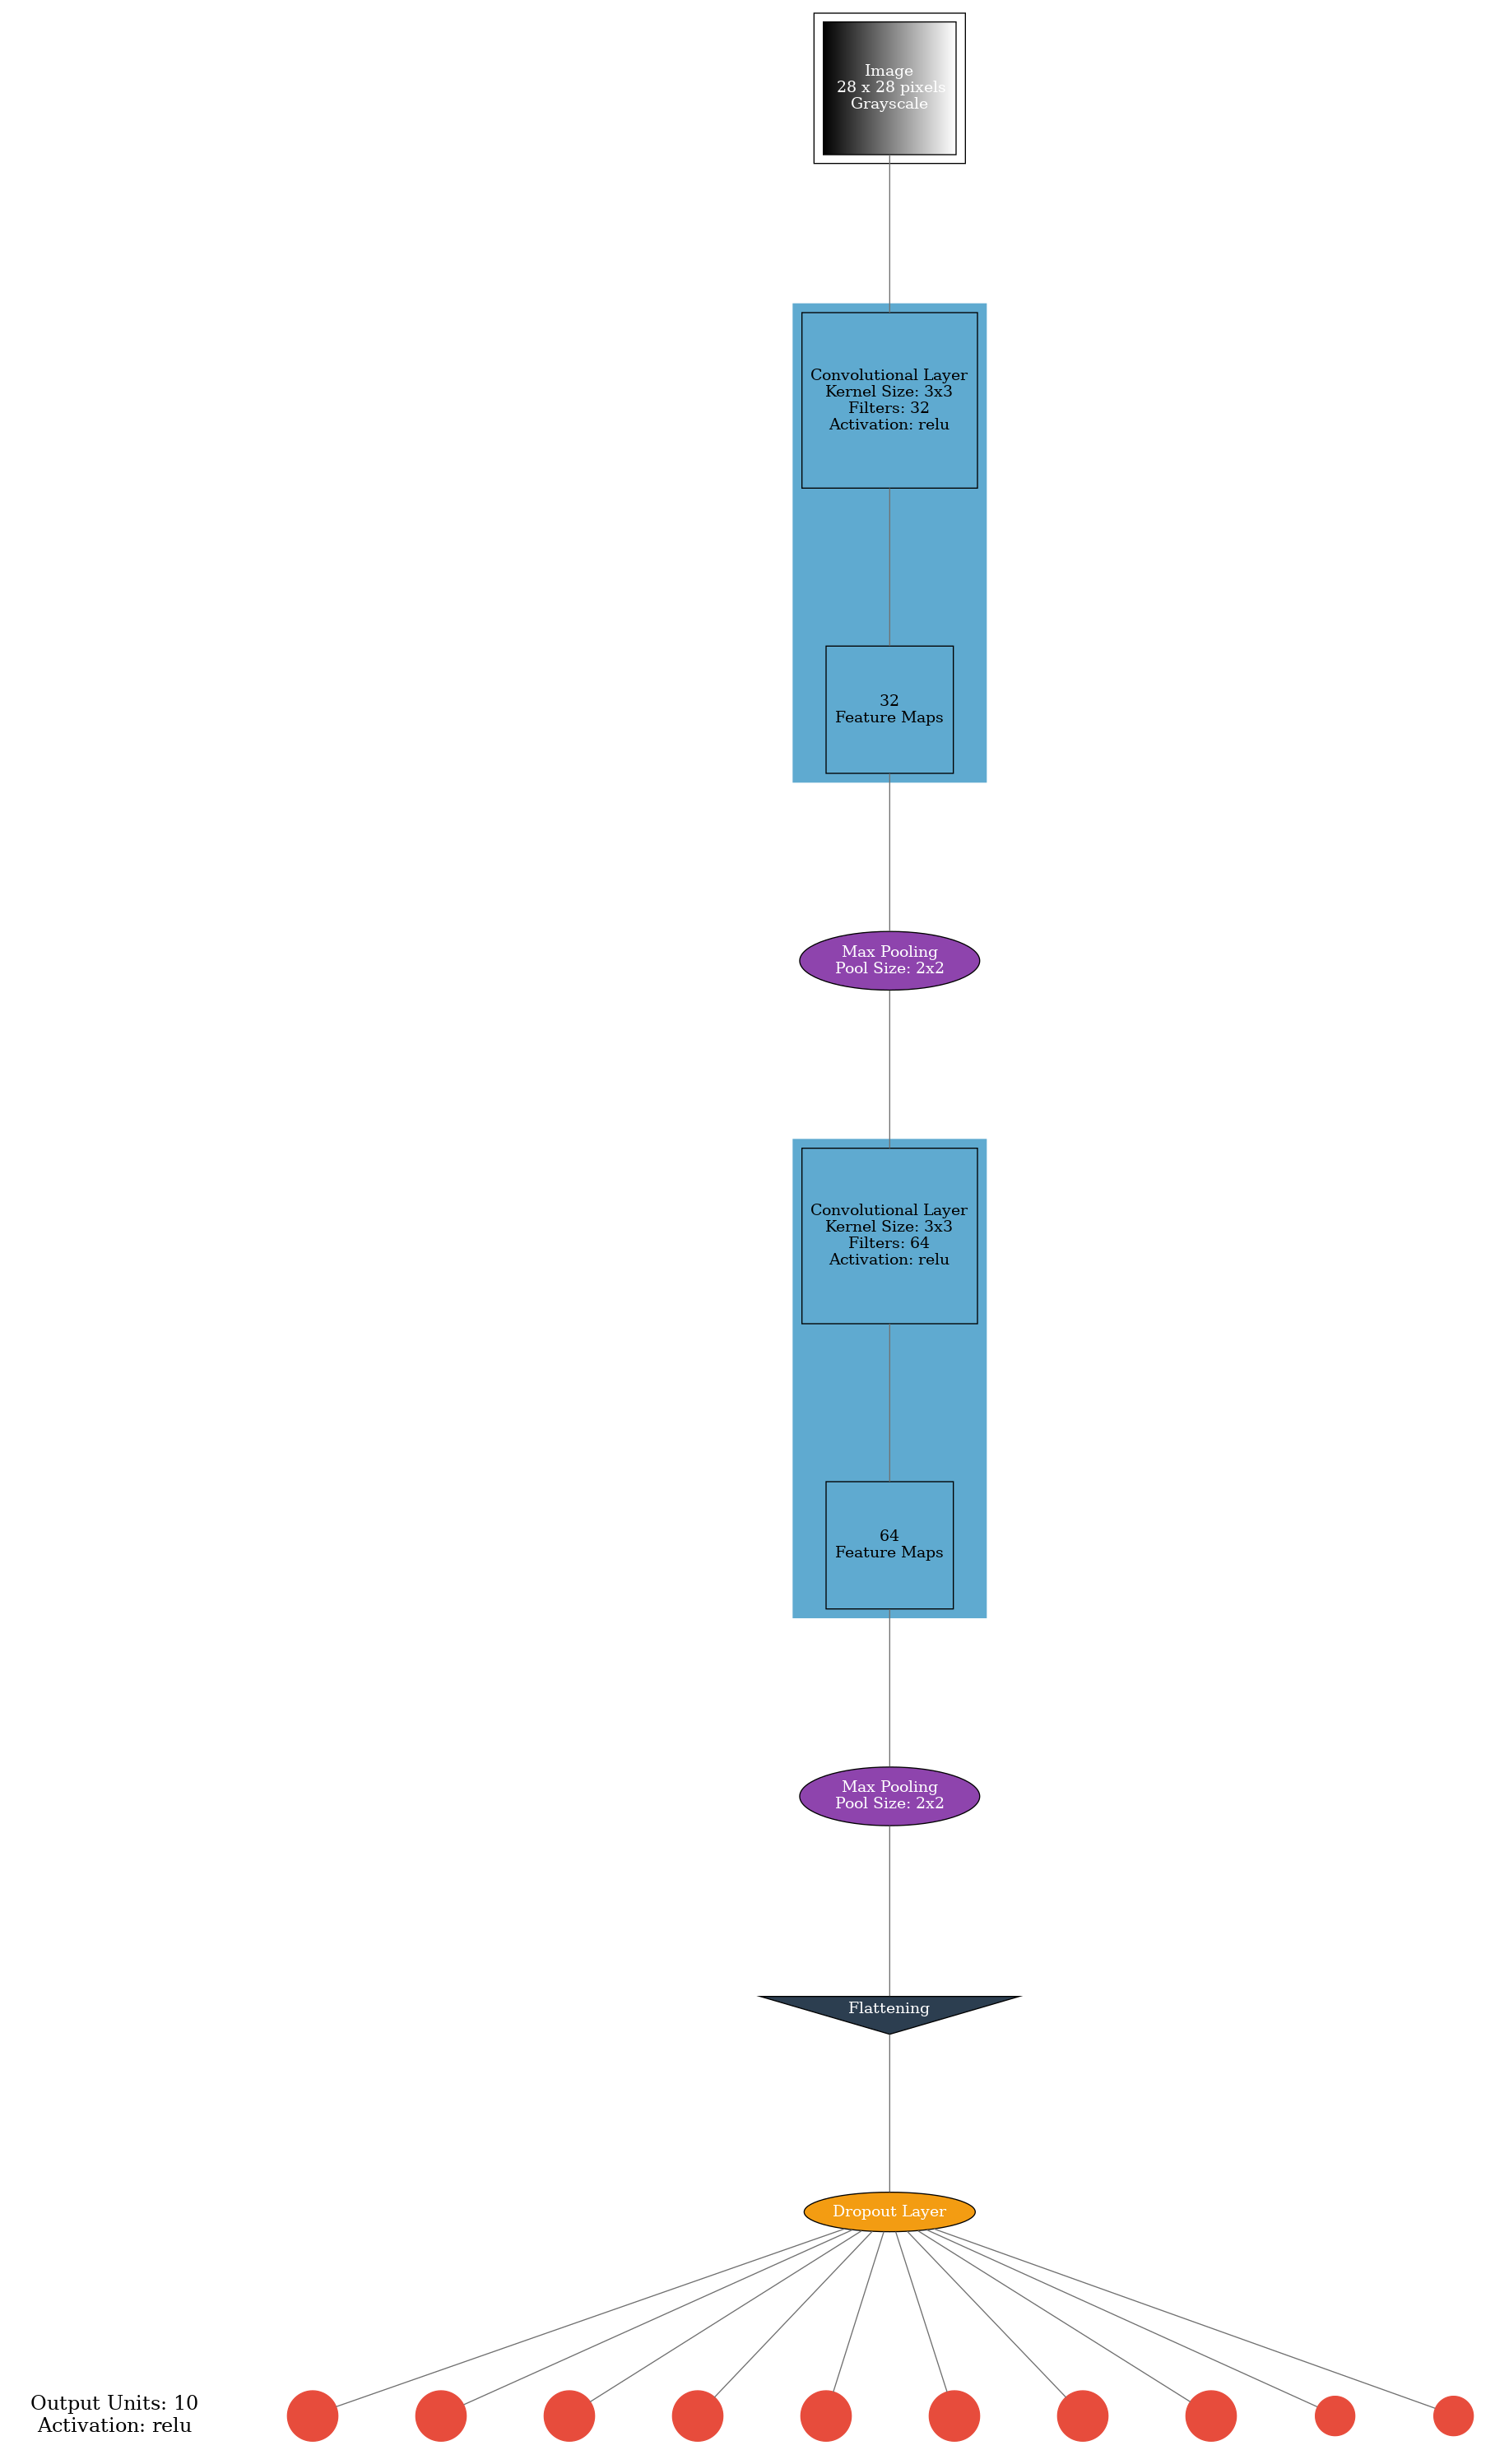 Image
28 x 28 pixels
Grayscale
Convolutional Layer
Kernel Size: 3x3
Filters: 32
Activation: relu
32
Feature Maps
Max Pooling
Pool Size: 2x2
Convolutional Layer
Kernel Size: 3x3
Filters: 64
Activation: relu
64
Feature Maps
Max Pooling
Pool Size: 2x2
Flattening
Dropout Layer
Output Units: 10
Activation: relu